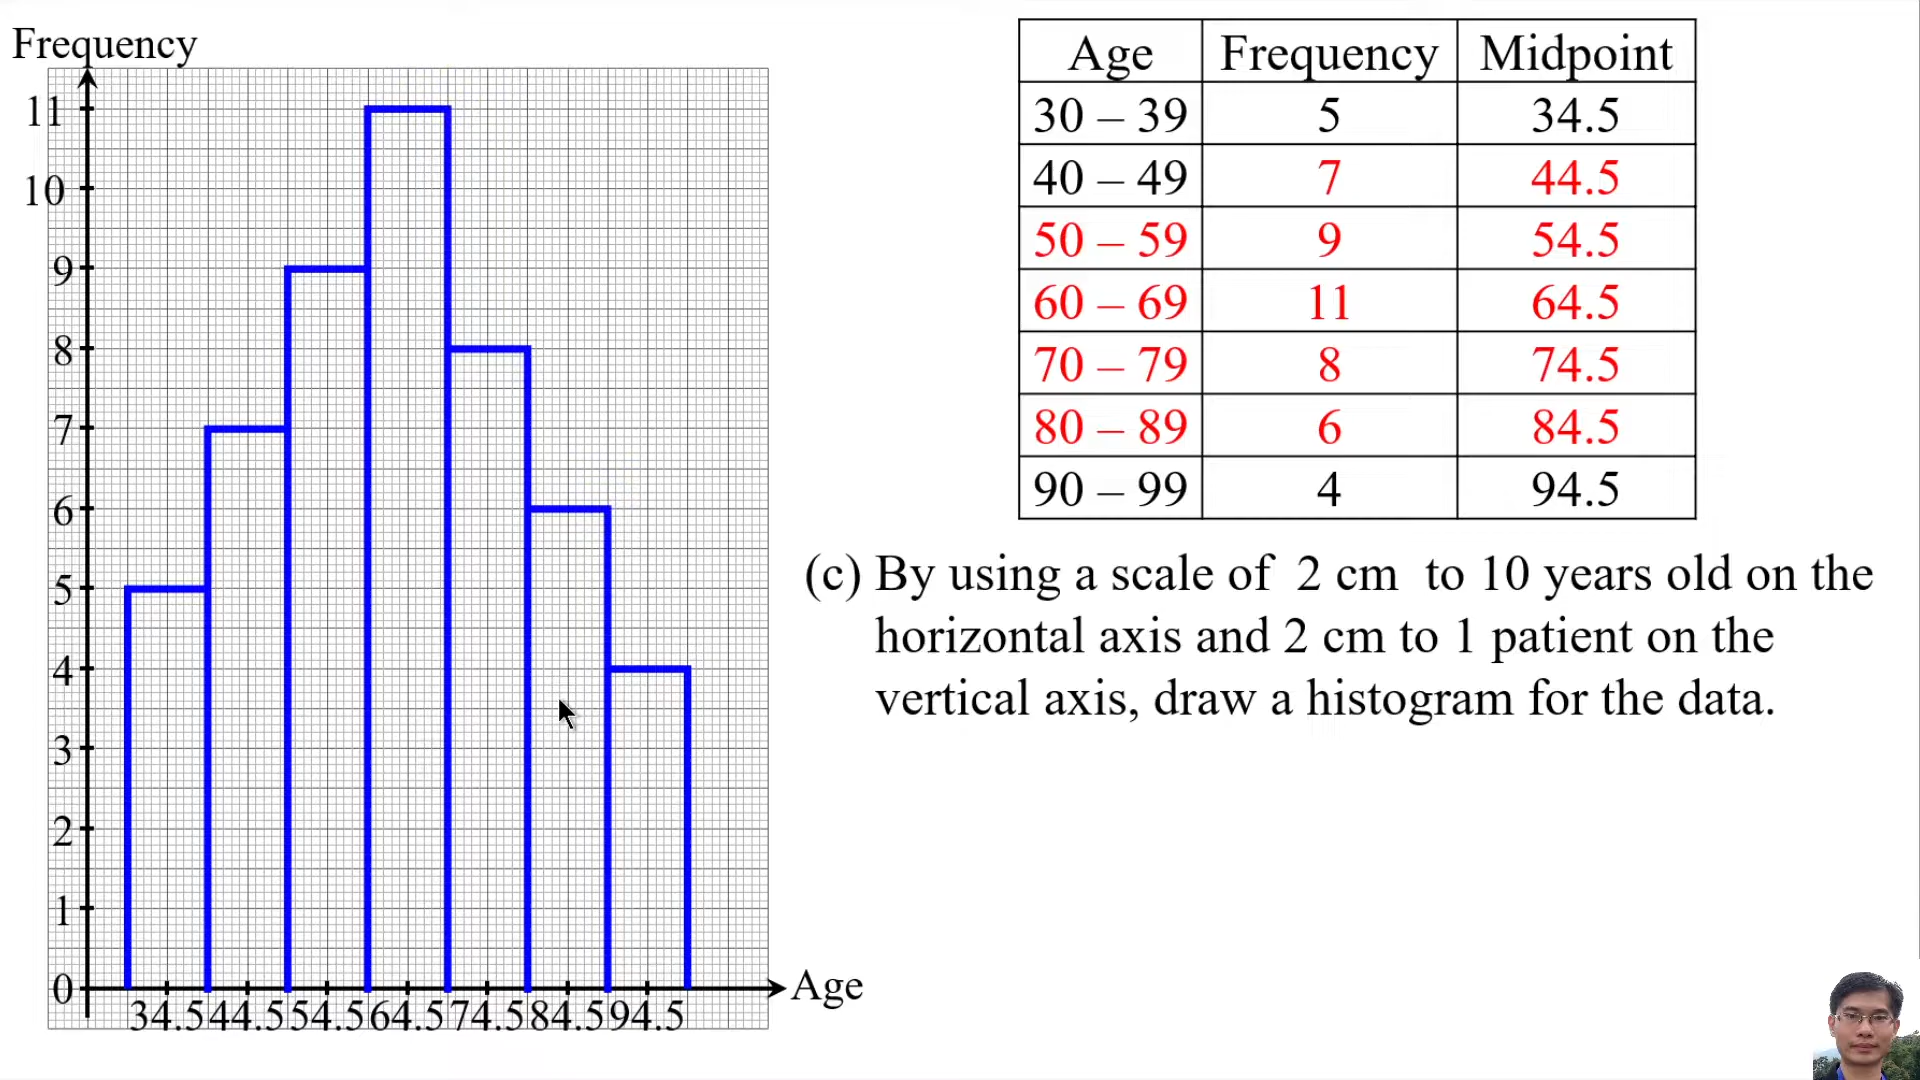 Frequency
11
10
9
8
7
6
5
4
3
2
1
0
34.5 44.5 54.5 64.5 74.5 84.5 94.5
Age
Age Frequency Midpoint
30 – 39 5 34.5
40 – 49 7 44.5
50 – 59 9 54.5
60 – 69 11 64.5
70 – 79 8 74.5
80 – 89 6 84.5
90 – 99 4 94.5
(c) By using a scale of 2 cm to 10 years old on the
horizontal axis and 2 cm to 1 patient on the
vertical axis, draw a histogram for the data.